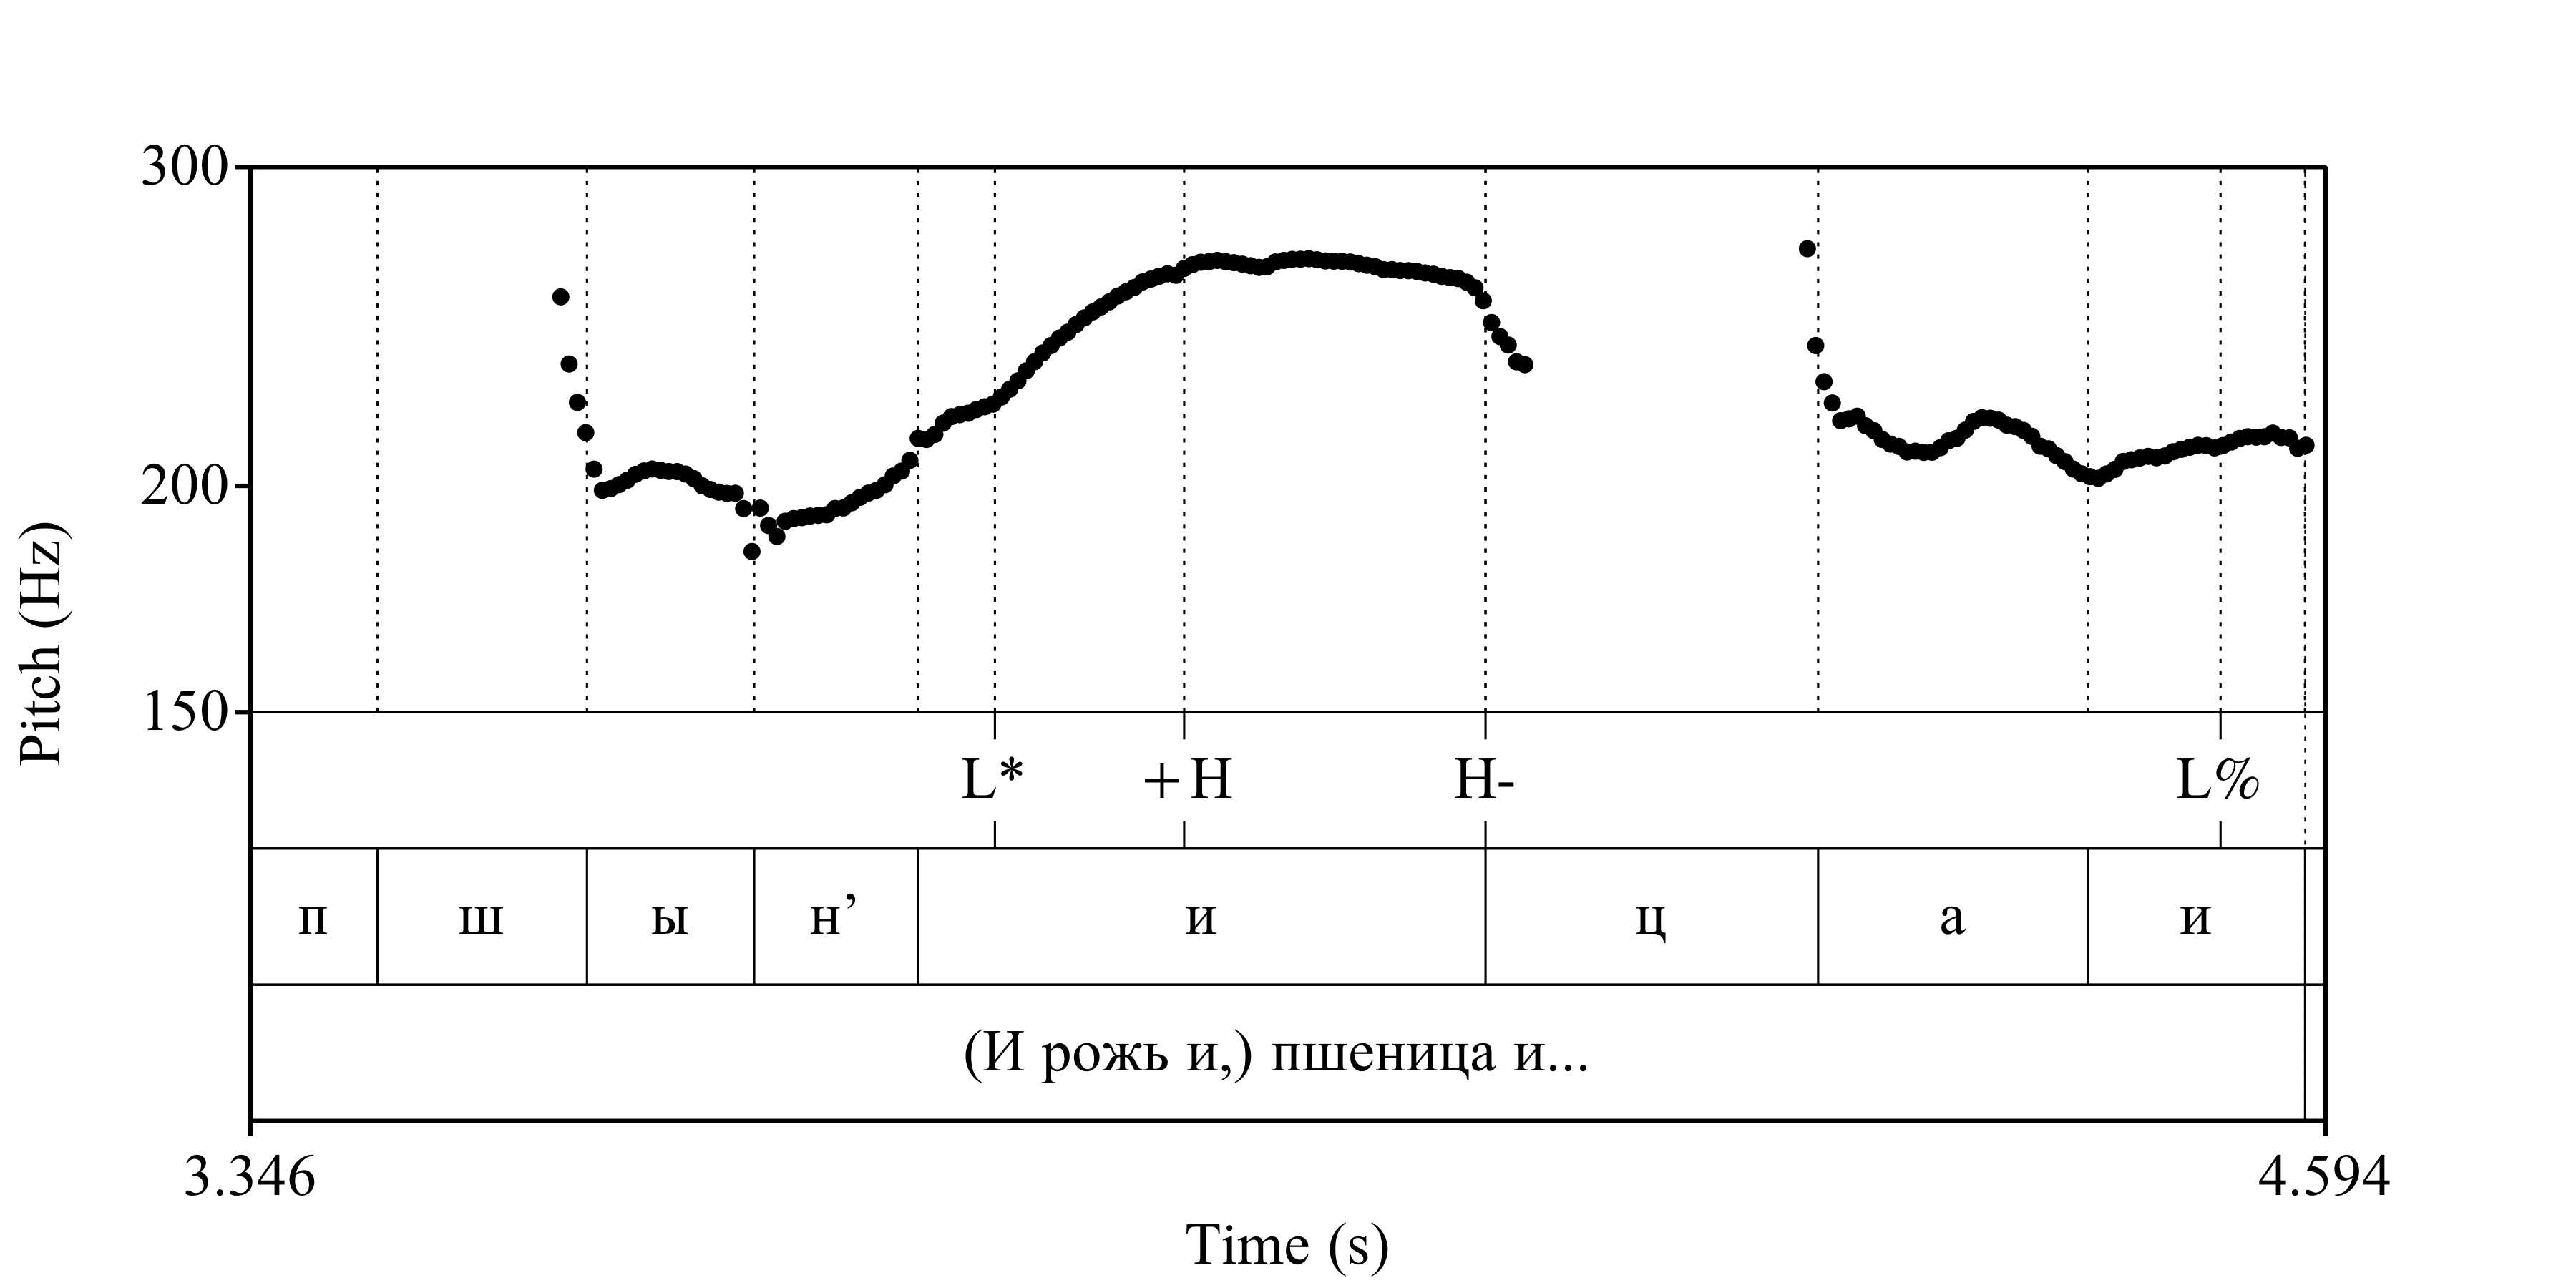 300
200
150
Pitch (Hz)
L* +H H- L%
п ш ы н’ и ц а и
(И рожь и,) пшеница и...
3.346 4.594
Time (s)